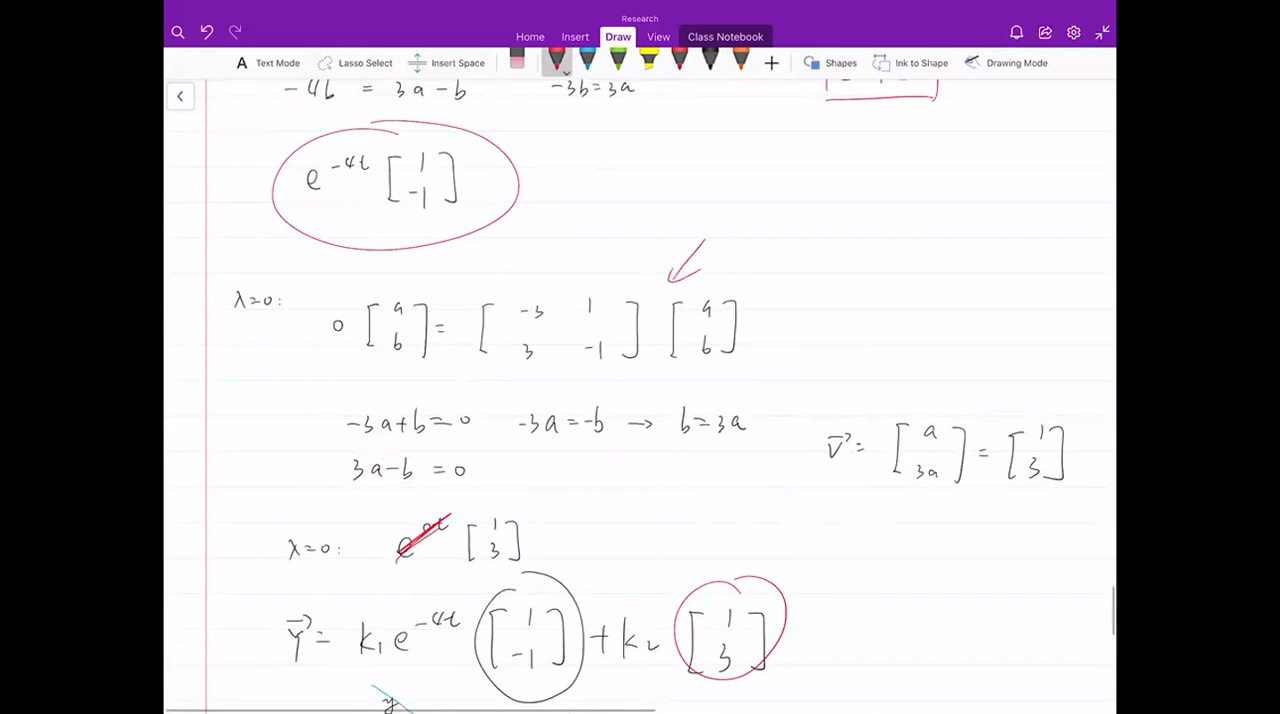 Research
Home Insert Draw View Class Notebook
A Text Mode Lasso Select Insert Space + Shapes Ink to Shape Drawing Mode
-4b = 3a - b -3b = 3a
e^{-4t} [1 -1]
λ=0: 0 [a b] = [-3 1 3 -1] [a b]
-3a+b=0 -3a=-b → b=3a
3a-b=0
V⃗ = [a 3a] = [1 3]
λ=0: e^{0t} [1 3]
Y⃗ = k₁e^{-4t} [1 -1] + k₂ [1 3]
y